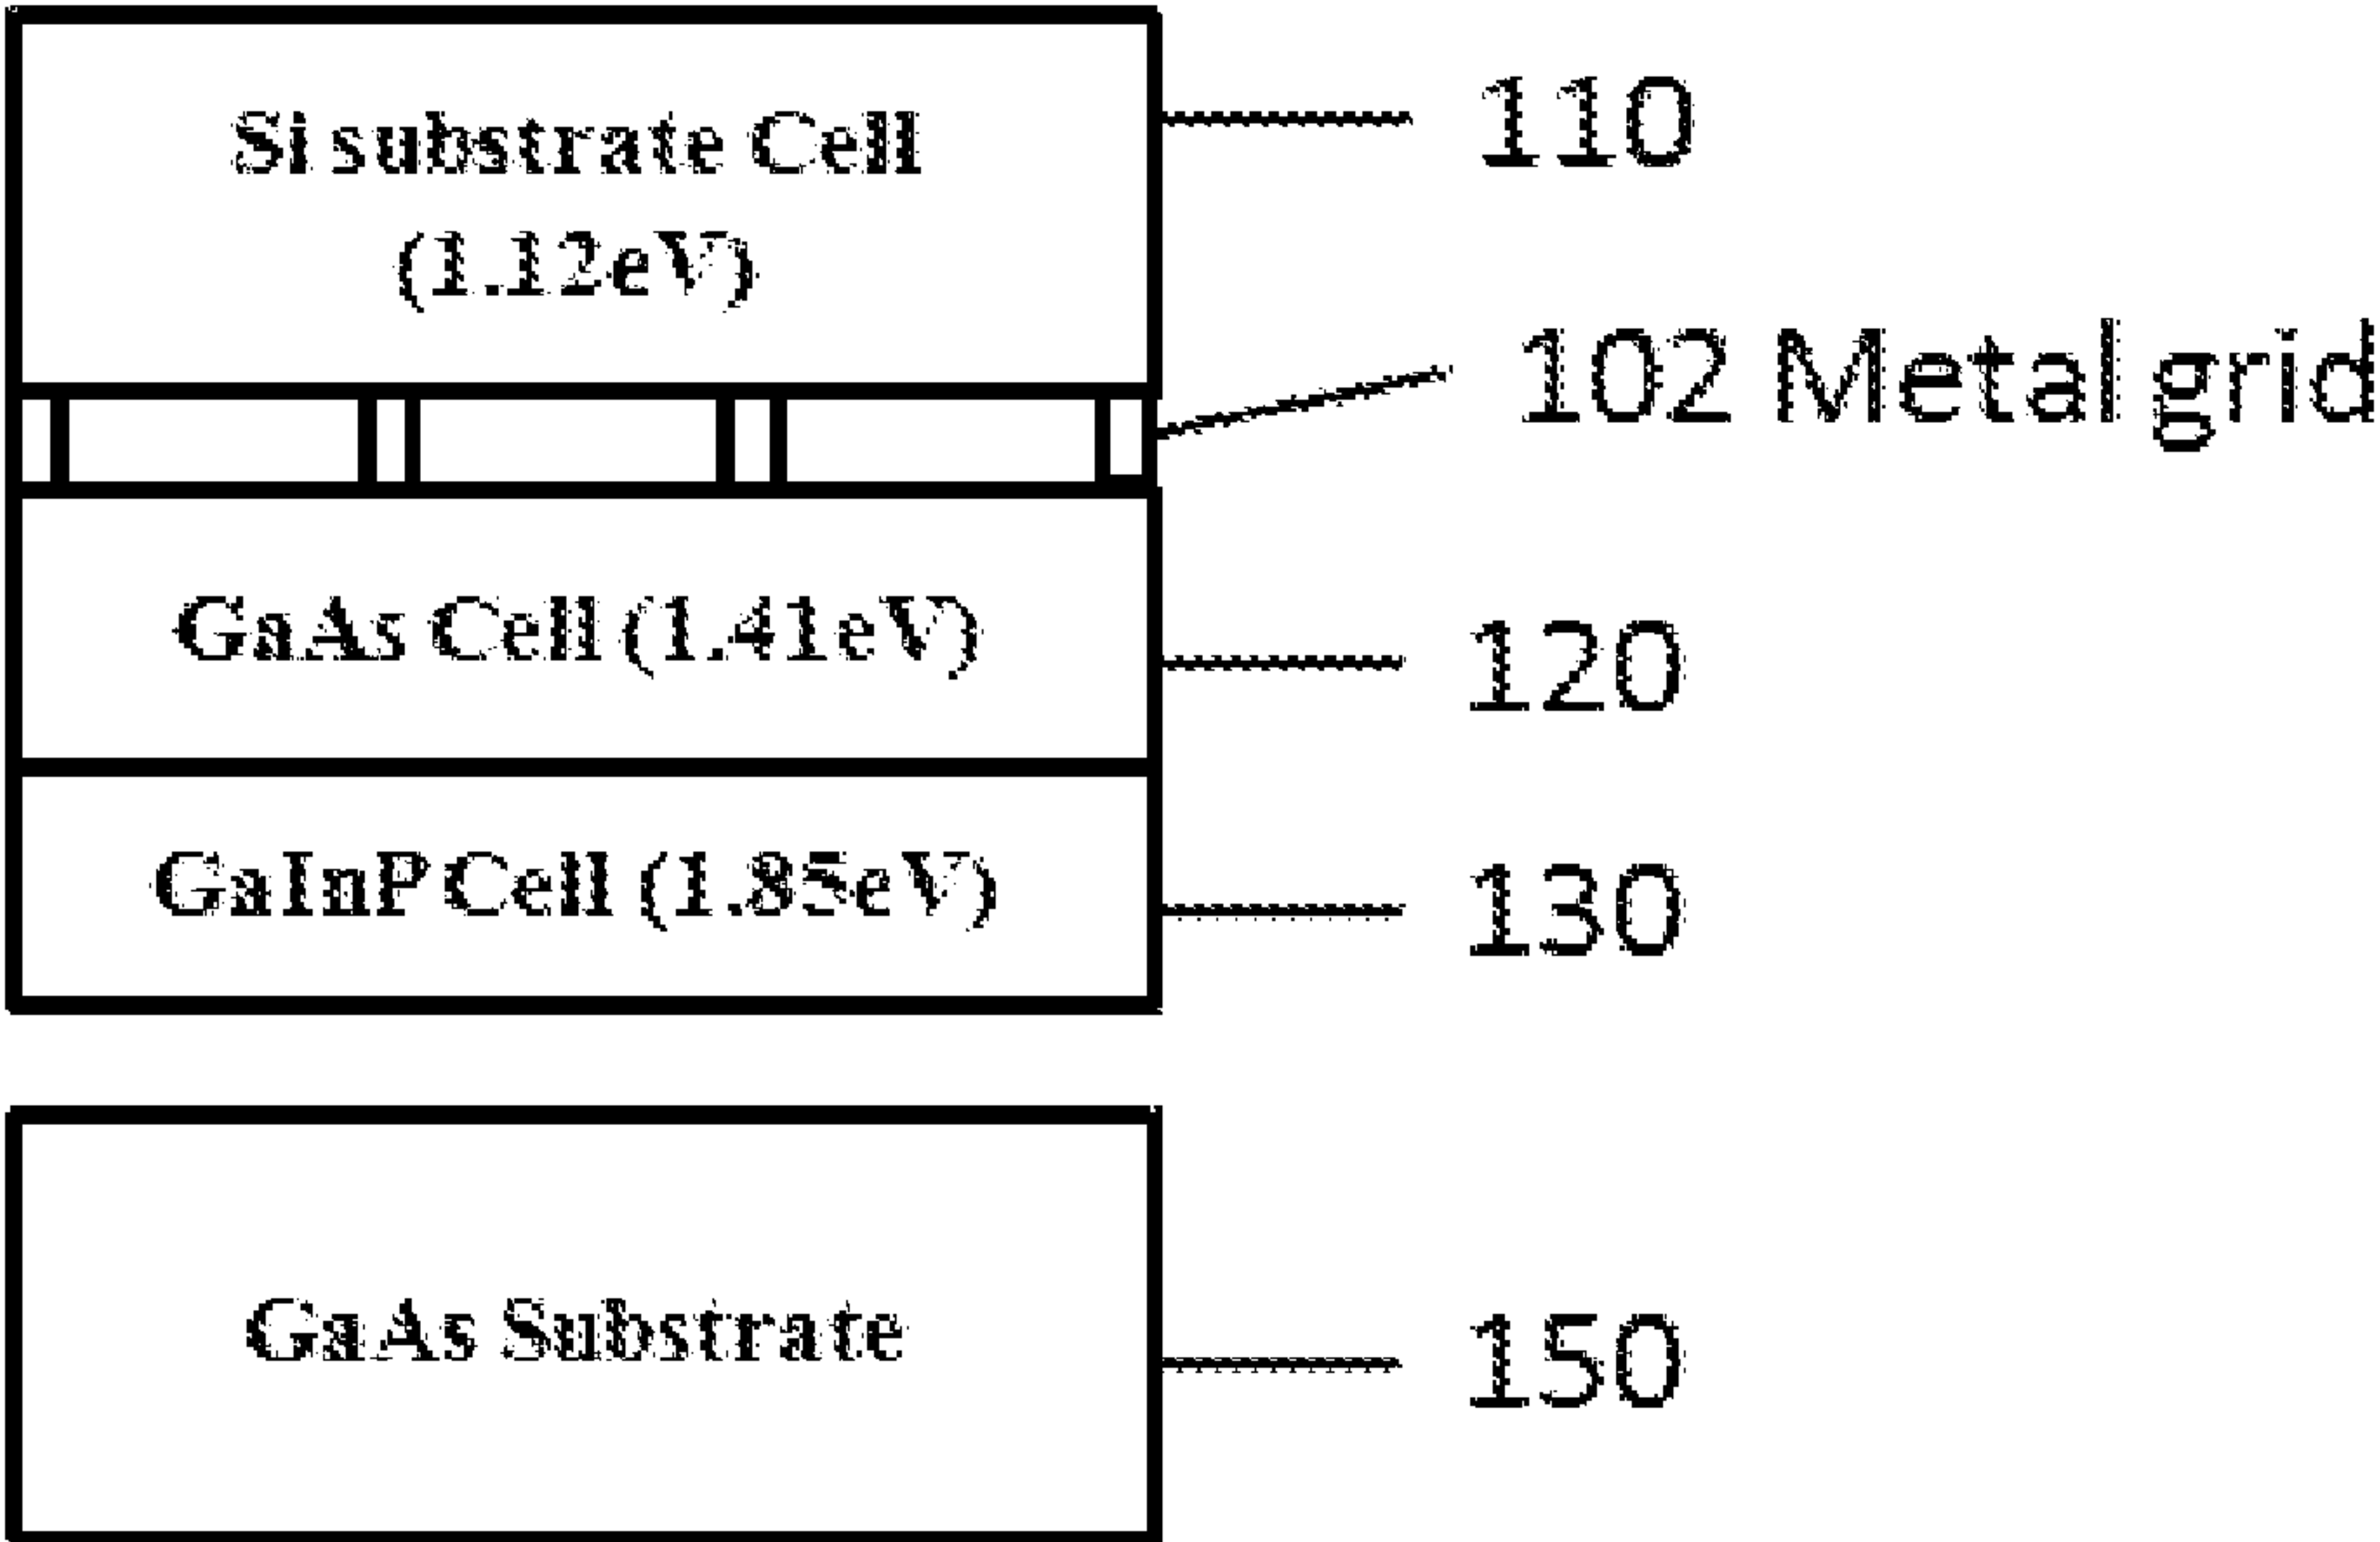 Si substrate Cell
(1.12eV)
110
102 Metal grid
GaAs Cell (1.41eV)
120
GaInP Cell (1.85eV)
130
GaAs Substrate
150